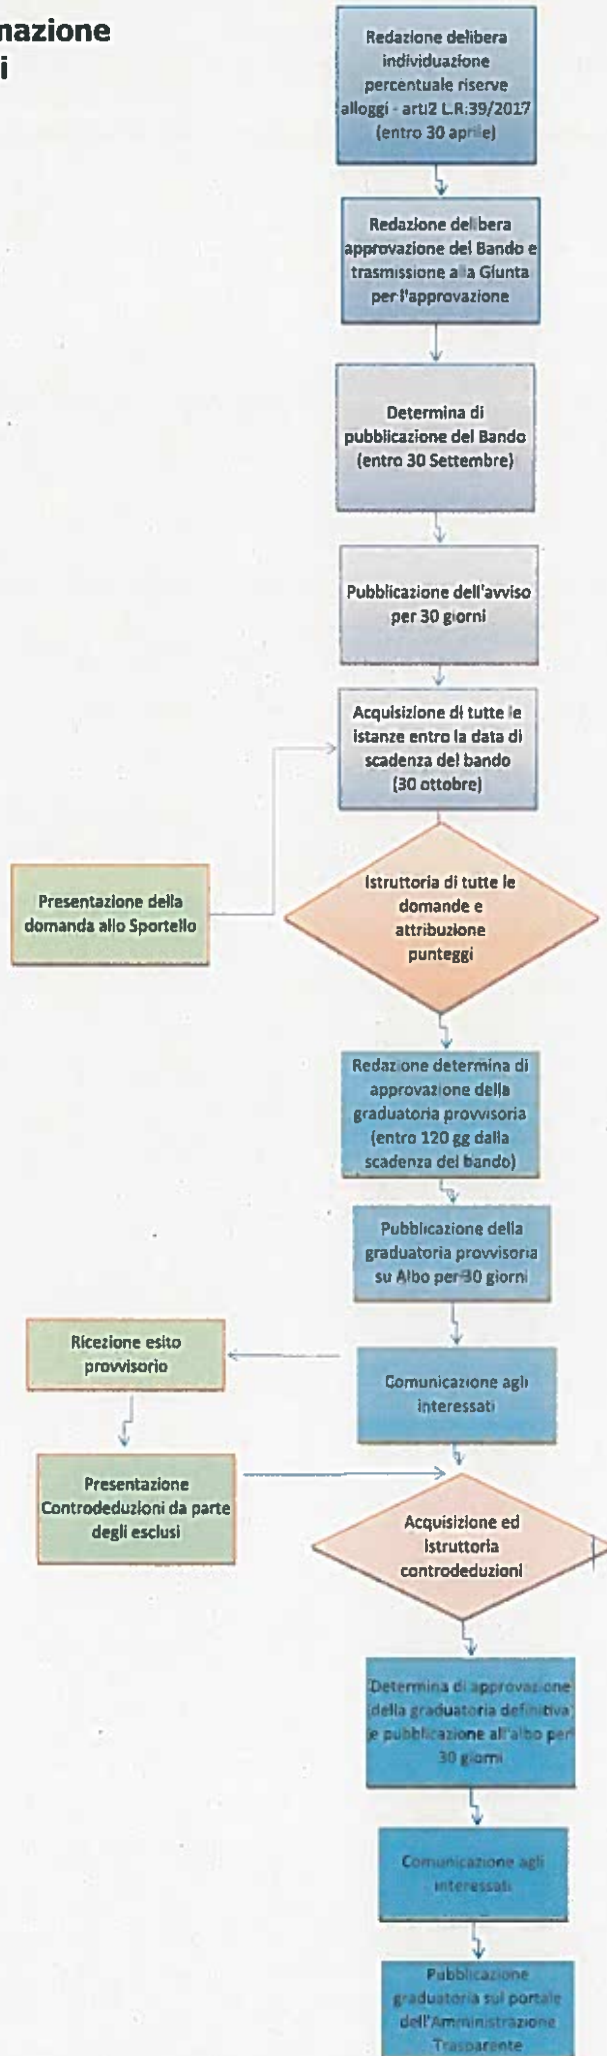 mazione
i
Redazione delibera
individuazione
percentuale riserve
alloggi - art12 L.R.39/2017
(entro 30 aprile)
Redazione delibera
approvazione del Bando e
trasmissione alla Giunta
per l'approvazione
Determina di
pubblicazione del Bando
(entro 30 Settembre)
Pubblicazione dell'avviso
per 30 giorni
Acquisizione di tutte le
istanze entro la data di
scadenza del bando
(30 ottobre)
Presentazione della
domanda allo Sportello
Istruttoria di tutte le
domande e
attribuzione
punteggi
Redazione determina di
approvazione della
graduatoria provvisoria
(entro 120 gg dalla
scadenza del bando)
Pubblicazione della
graduatoria provvisoria
su Albo per 30 giorni
Comunicazione agli
interessati
Ricezione esito
provvisorio
Presentazione
Controdeduzioni da parte
degli esclusi
Acquisizione ed
istruttoria
controdeduzioni
Determina di approvazione
della graduatoria definitiva
e pubblicazione all'albo per
30 giorni
Comunicazione agli
interessati
Pubblicazione
graduatoria sul portale
dell'Amministrazione
Trasparente